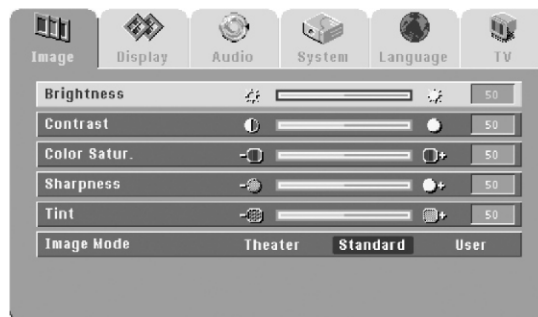 Image Display Audio System Language TV
Brightness 50
Contrast 50
Color Satur. 50
Sharpness 50
Tint 50
Image Mode Theater Standard User